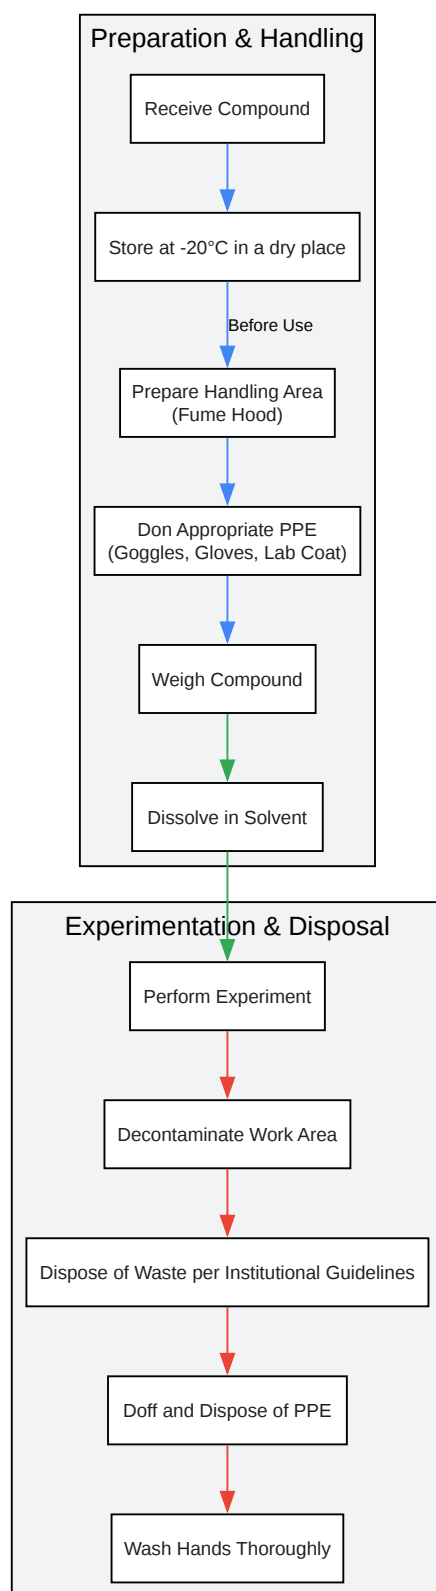 Preparation & Handling
Receive Compound
Store at -20°C in a dry place
Before Use
Prepare Handling Area
(Fume Hood)
Don Appropriate PPE
(Goggles, Gloves, Lab Coat)
Weigh Compound
Dissolve in Solvent
Experimentation & Disposal
Perform Experiment
Decontaminate Work Area
Dispose of Waste per Institutional Guidelines
Doff and Dispose of PPE
Wash Hands Thoroughly